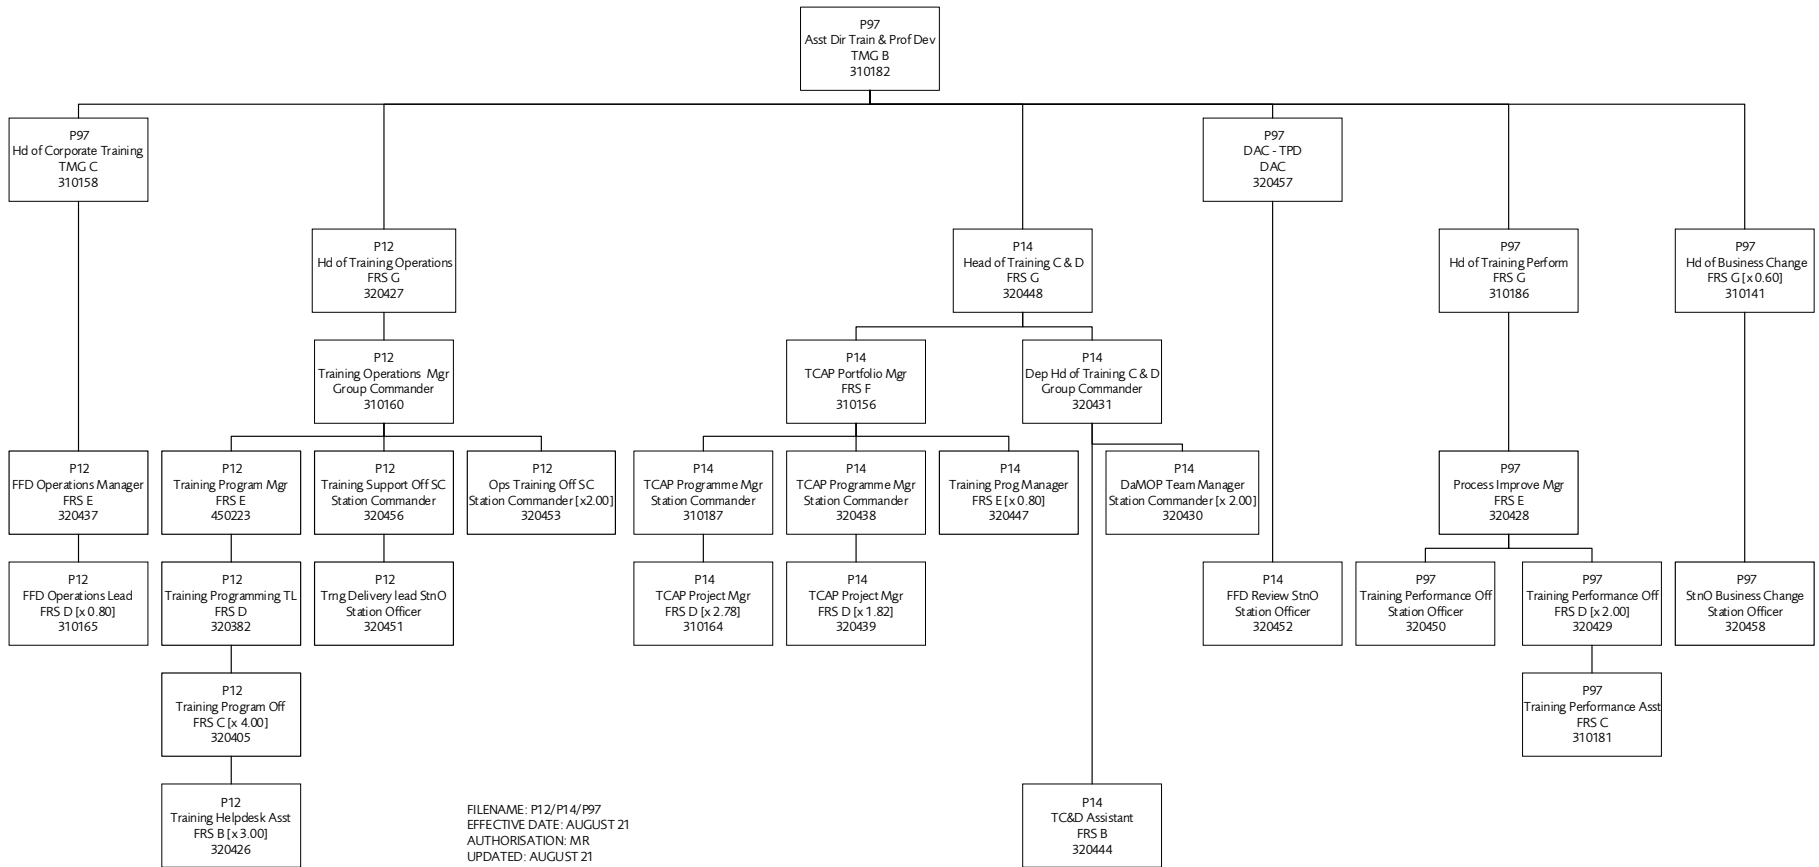 P97
Asst Dir Train & Prof Dev
TMG B
310182
P97
Hd of Corporate Training
TMG C
310158
P97
DAC - TPD
DAC
320457
P12
Hd of Training Operations
FRS G
320427
P14
Head of Training C & D
FRS G
320448
P97
Hd of Training Perform
FRS G
310186
P97
Hd of Business Change
FRS G [x 0.60]
310141
P12
Training Operations Mgr
Group Commander
310160
P14
TCAP Portfolio Mgr
FRS F
310156
P14
Dep Hd of Training C & D
Group Commander
320431
P12
FFD Operations Manager
FRS E
320437
P12
Training Program Mgr
FRS E
450223
P12
Training Support Off SC
Station Commander
320456
P12
Ops Training Off SC
Station Commander [x2.00]
320453
P14
TCAP Programme Mgr
Station Commander
310187
P14
TCAP Programme Mgr
Station Commander
320438
P14
Training Prog Manager
FRS E [x 0.80]
320447
P14
DaMOP Team Manager
Station Commander [x 2.00]
320430
P97
Process Improve Mgr
FRS E
320428
P12
FFD Operations Lead
FRS D [x 0.80]
310165
P12
Training Programming TL
FRS D
320382
P12
Trng Delivery lead StnO
Station Officer
320451
P14
TCAP Project Mgr
FRS D [x 2.78]
310164
P14
TCAP Project Mgr
FRS D [x 1.82]
320439
P14
FFD Review StnO
Station Officer
320452
P97
Training Performance Off
Station Officer
320450
P97
Training Performance Off
FRS D [x 2.00]
320429
P97
StnO Business Change
Station Officer
320458
P12
Training Program Off
FRS C [x 4.00]
320405
P97
Training Performance Asst
FRS C
310181
P12
Training Helpdesk Asst
FRS B [x 3.00]
320426
P14
TC&D Assistant
FRS B
320444
FILENAME: P12/P14/P97
EFFECTIVE DATE: AUGUST 21
AUTHORISATION: MR
UPDATED: AUGUST 21